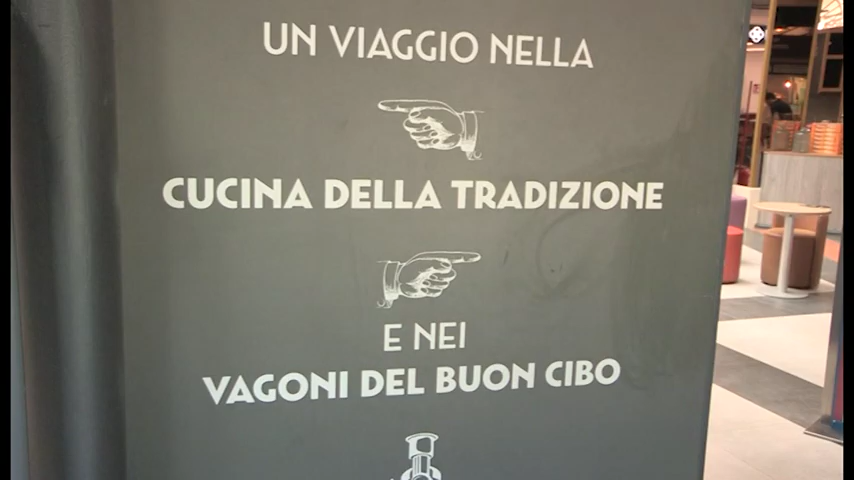 UN VIAGGIO NELLA
CUCINA DELLA TRADIZIONE
E NEI
VAGONI DEL BUON CIBO